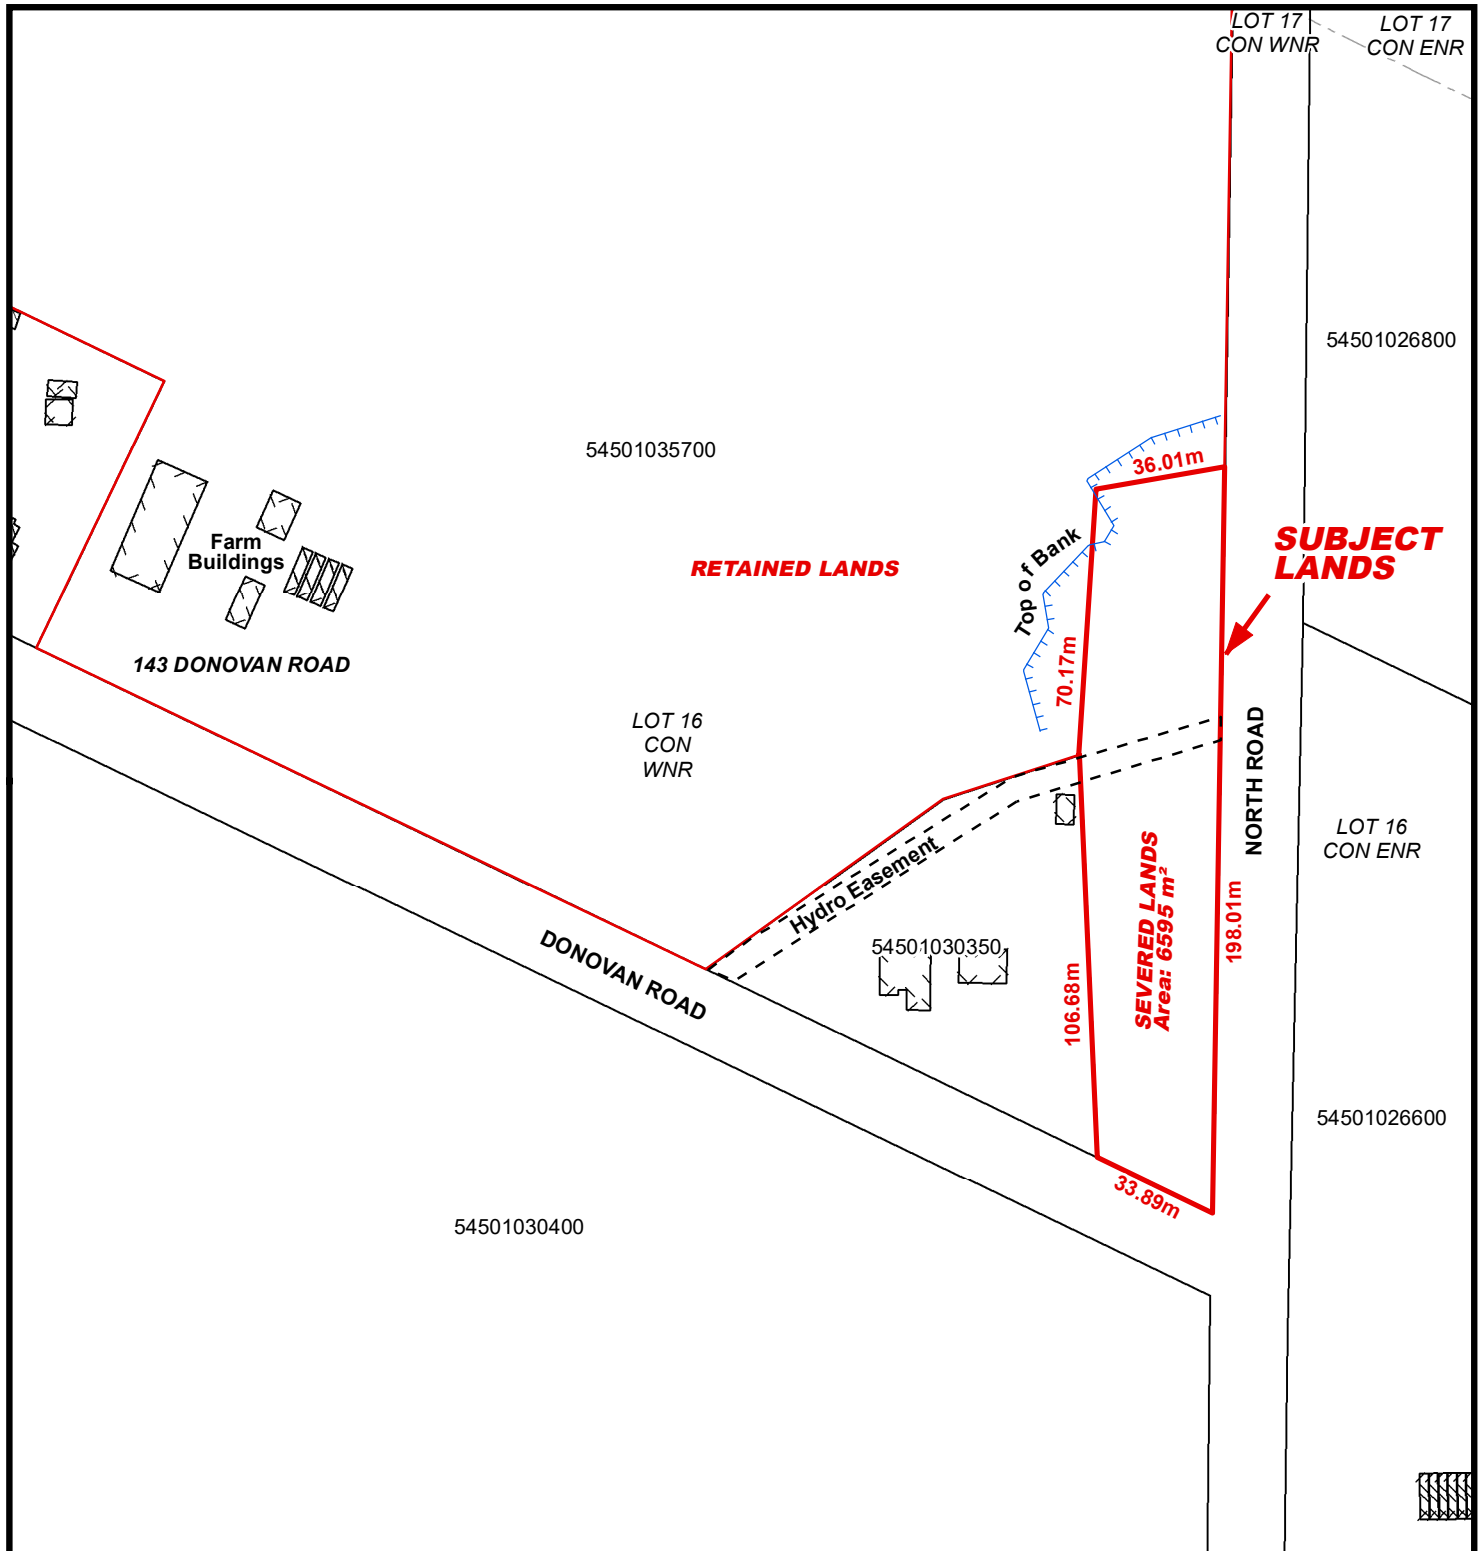 LOT 17
CON WNR
LOT 17
CON ENR
54501026800
54501035700
36.01m
SUBJECT
LANDS
Farm
Buildings
RETAINED LANDS
Top of Bank
143 DONOVAN ROAD
70.17m
LOT 16
CON
WNR
NORTH ROAD
LOT 16
CON ENR
Hydro Easement
SEVERED LANDS
Area: 6595 m²
198.01m
54501030350
DONOVAN ROAD
106.68m
54501026600
33.89m
54501030400